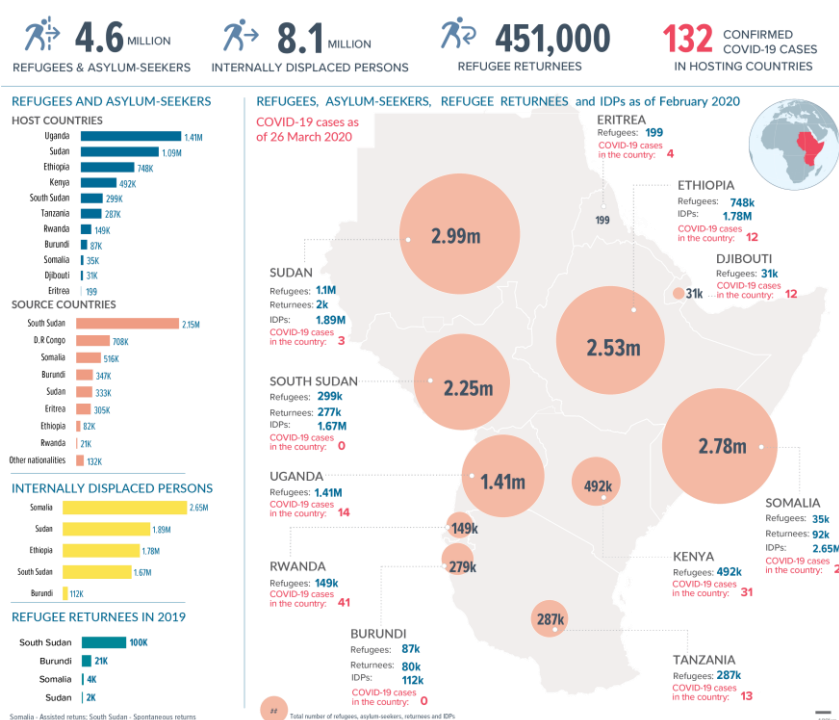 4.6 MILLION
REFUGEES & ASYLUM-SEEKERS
8.1 MILLION
INTERNALLY DISPLACED PERSONS
451,000
REFUGEE RETURNEES
132 CONFIRMED
COVID-19 CASES
IN HOSTING COUNTRIES
REFUGEES AND ASYLUM-SEEKERS
HOST COUNTRIES
Uganda 1.41M
Sudan 1.09M
Ethiopia 748K
Kenya 492K
South Sudan 299K
Tanzania 287K
Rwanda 149K
Burundi 87K
Somalia 35K
Djibouti 31K
Eritrea 199
SOURCE COUNTRIES
South Sudan 2.15M
D.R Congo 708K
Somalia 516K
Burundi 347K
Sudan 333K
Eritrea 305K
Ethiopia 82K
Rwanda 21K
Other nationalities 132K
INTERNALLY DISPLACED PERSONS
Somalia 2.65M
Sudan 1.89M
Ethiopia 1.78M
South Sudan 1.67M
Burundi 112K
REFUGEE RETURNEES IN 2019
South Sudan 100K
Burundi 21K
Somalia 4K
Sudan 2K
Somalia - Assisted retuns; South Sudan - Spontaneous returns
REFUGEES, ASYLUM-SEEKERS, REFUGEE RETURNEES and IDPs as of February 2020
COVID-19 cases as
of 26 March 2020
ERITREA
Refugees: 199
COVID-19 cases
in the country: 4
199
ETHIOPIA
Refugees: 748k
IDPs: 1.78M
COVID-19 cases
in the country: 12
2.53m
DJIBOUTI
Refugees: 31k
COVID-19 cases
in the country: 12
31k
SUDAN
Refugees: 1.1M
Returnees: 2k
IDPs: 1.89M
COVID-19 cases
in the country: 3
2.99m
SOUTH SUDAN
Refugees: 299k
Returnees: 277k
IDPs: 1.67M
COVID-19 cases
in the country: 0
2.25m
UGANDA
Refugees: 1.41M
COVID-19 cases
in the country: 14
1.41m
RWANDA
Refugees: 149k
COVID-19 cases
in the country: 41
149k
BURUNDI
Refugees: 87k
Returnees: 80k
IDPs: 112k
COVID-19 cases
in the country: 0
279k
SOMALIA
Refugees: 35k
Returnees: 92k
IDPs: 2.65M
COVID-19 cases
in the country: 2
2.78m
KENYA
Refugees: 492k
COVID-19 cases
in the country: 31
492k
TANZANIA
Refugees: 287k
COVID-19 cases
in the country: 13
287k
Total number of refugees, asylum-seekers, returnees and IDPs